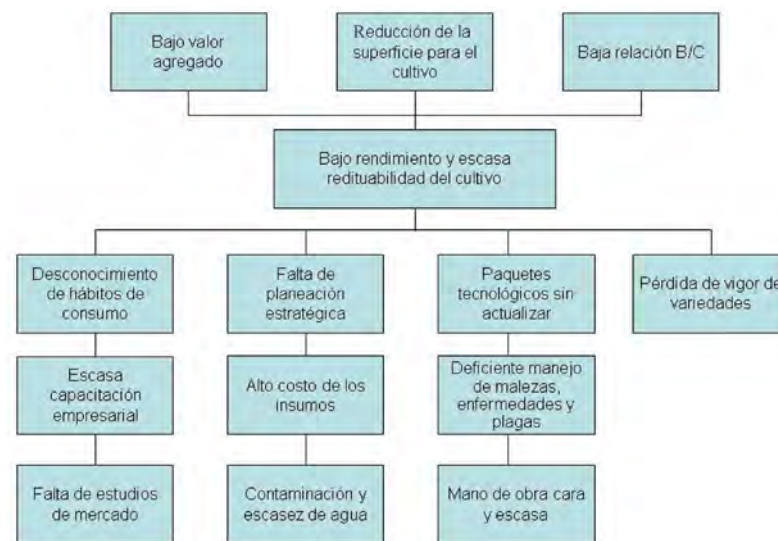 Bajo valor
agregado
Reducción de la
superficie para el
cultivo
Baja relación B/C
Bajo rendimiento y escasa
redituabilidad del cultivo
Desconocimiento
de hábitos de
consumo
Falta de
planeación
estratégica
Paquetes
tecnológicos sin
actualizar
Pérdida de vigor de
variedades
Escasa
capacitación
empresarial
Alto costo de los
insumos
Deficiente manejo
de malezas,
enfermedades y
plagas
Falta de estudios
de mercado
Contaminación y
escasez de agua
Mano de obra cara
y escasa